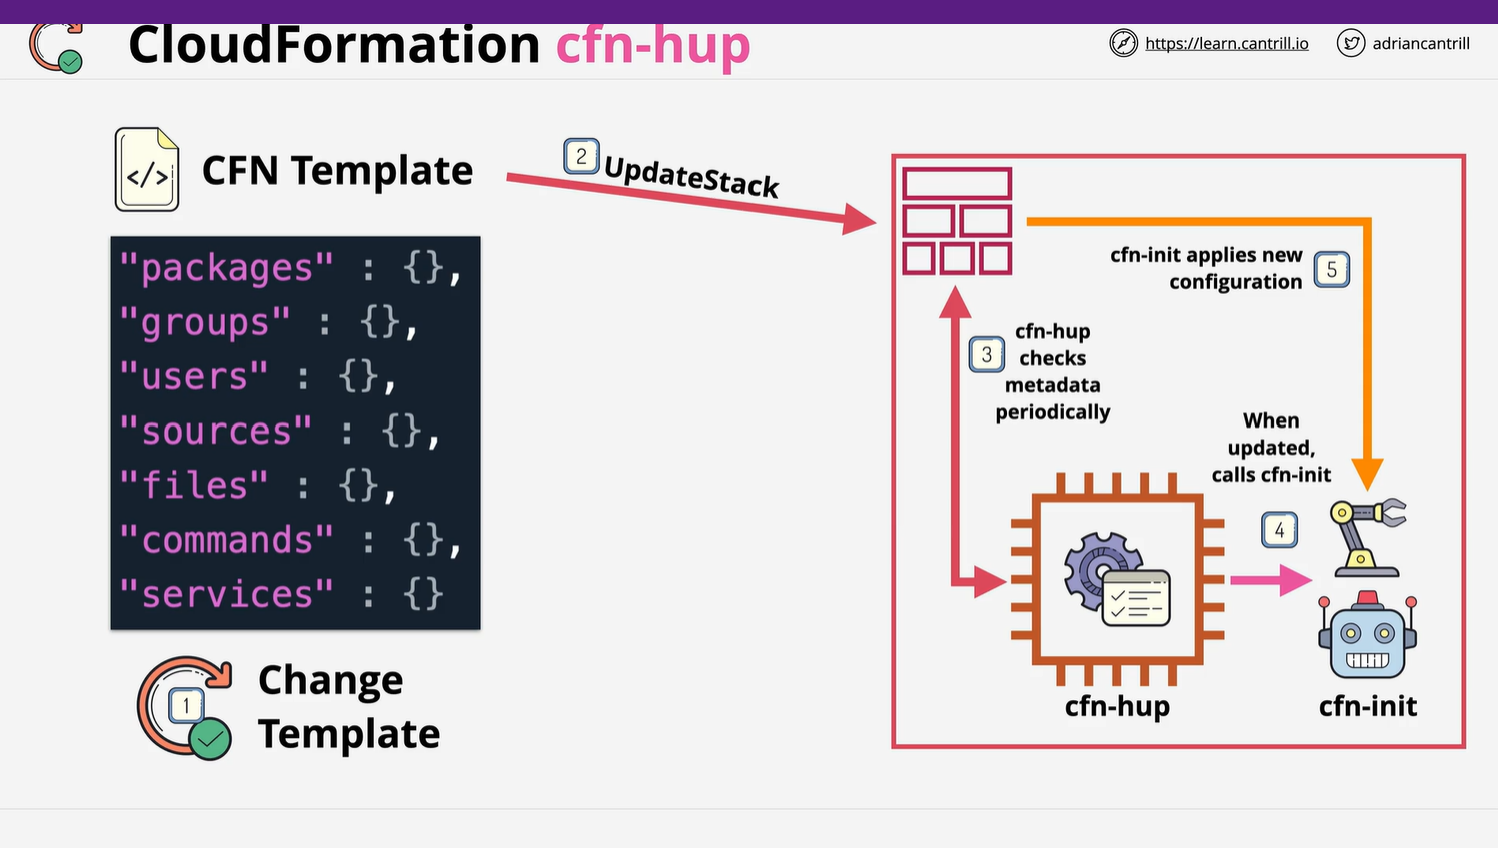 CloudFormation cfn-hup
https://learn.cantrill.io
adriancantrill
</>
CFN Template
2
UpdateStack
"packages" : {},
"groups" : {},
"users" : {},
"sources" : {},
"files" : {},
"commands" : {},
"services" : {}
1
Change
Template
cfn-init applies new
configuration
5
3
cfn-hup
checks
metadata
periodically
When
updated,
calls cfn-init
4
cfn-hup
cfn-init